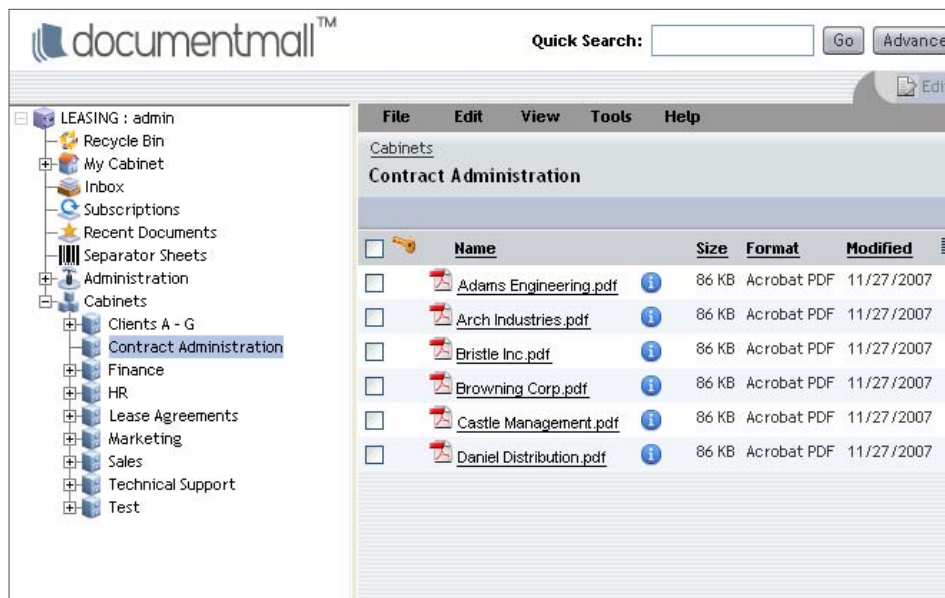 documentmall™
Quick Search: Go
LEASING : admin
Recycle Bin
My Cabinet
Inbox
Subscriptions
Recent Documents
Separator Sheets
Administration
Cabinets
Clients A - G
Contract Administration
Finance
HR
Lease Agreements
Marketing
Sales
Technical Support
Test
File Edit View Tools Help
Cabinets
Contract Administration
Name Size Format Modified
Adams Engineering.pdf 86 KB Acrobat PDF 11/27/2007
Arch Industries.pdf 86 KB Acrobat PDF 11/27/2007
Bristle Inc.pdf 86 KB Acrobat PDF 11/27/2007
Browning Corp.pdf 86 KB Acrobat PDF 11/27/2007
Castle Management.pdf 86 KB Acrobat PDF 11/27/2007
Daniel Distribution.pdf 86 KB Acrobat PDF 11/27/2007